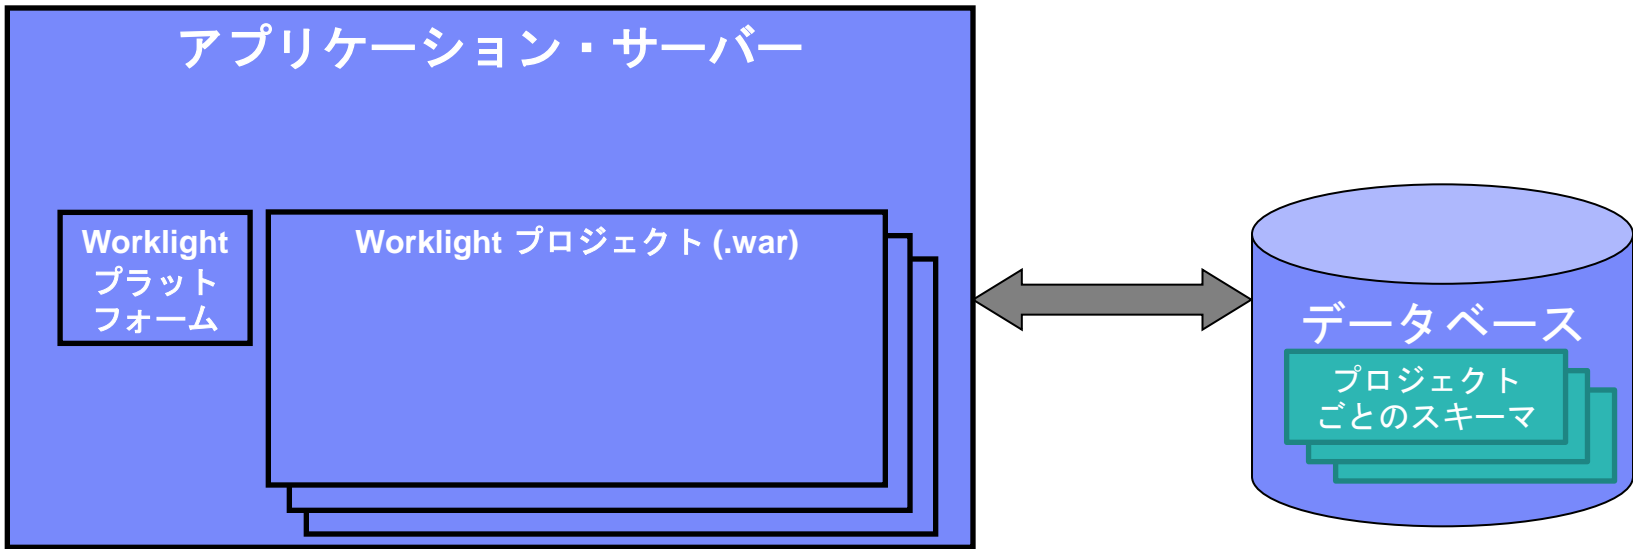 アプリケーション・サーバー
Worklight
プラット
フォーム
Worklight プロジェクト (.war)
データベース
プロジェクト
ごとのスキーマ